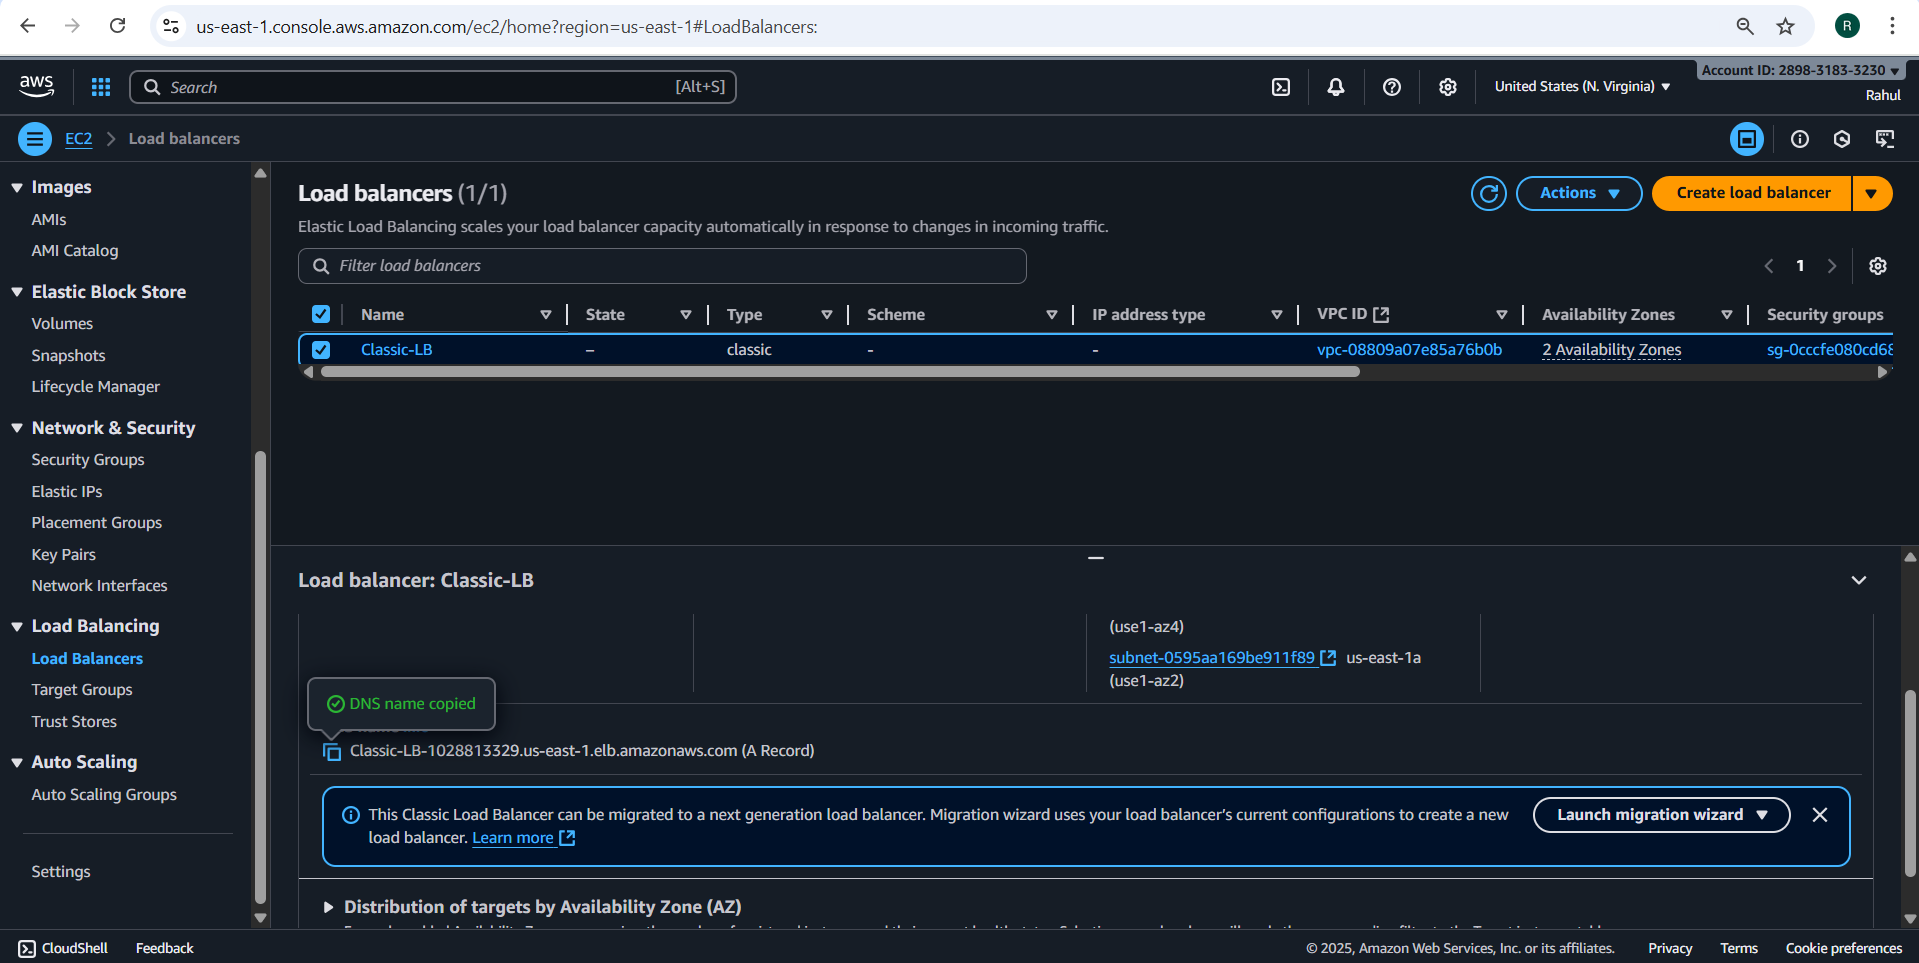 us-east-1.console.aws.amazon.com/ec2/home?region=us-east-1#LoadBalancers:
R
aws
Search
[Alt+S]
United States (N. Virginia)
Account ID: 2898-3183-3230
Rahul
EC2
Load balancers
Images
AMIs
AMI Catalog
Elastic Block Store
Volumes
Snapshots
Lifecycle Manager
Network & Security
Security Groups
Elastic IPs
Placement Groups
Key Pairs
Network Interfaces
Load Balancing
Load Balancers
Target Groups
Trust Stores
Auto Scaling
Auto Scaling Groups
Settings
Load balancers (1/1)
Actions
Create load balancer
Elastic Load Balancing scales your load balancer capacity automatically in response to changes in incoming traffic.
Filter load balancers
1
Name State Type Scheme IP address type VPC ID Availability Zones Security groups
Classic-LB – classic - - vpc-08809a07e85a76b0b 2 Availability Zones sg-0cccfe080cd68
Load balancer: Classic-LB
(use1-az4)
subnet-0595aa169be911f89 us-east-1a
(use1-az2)
DNS name copied
Classic-LB-1028813329.us-east-1.elb.amazonaws.com (A Record)
This Classic Load Balancer can be migrated to a next generation load balancer. Migration wizard uses your load balancer's current configurations to create a new
load balancer. Learn more
Launch migration wizard
Distribution of targets by Availability Zone (AZ)
CloudShell
Feedback
© 2025, Amazon Web Services, Inc. or its affiliates.
Privacy
Terms
Cookie preferences